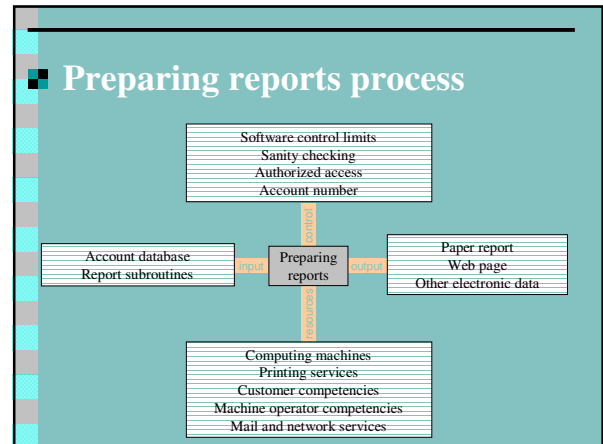 Preparing reports process
Software control limits
Sanity checking
Authorized access
Account number
control
Account database
Report subroutines
input
Preparing
reports
output
Paper report
Web page
Other electronic data
resources
Computing machines
Printing services
Customer competencies
Machine operator competencies
Mail and network services